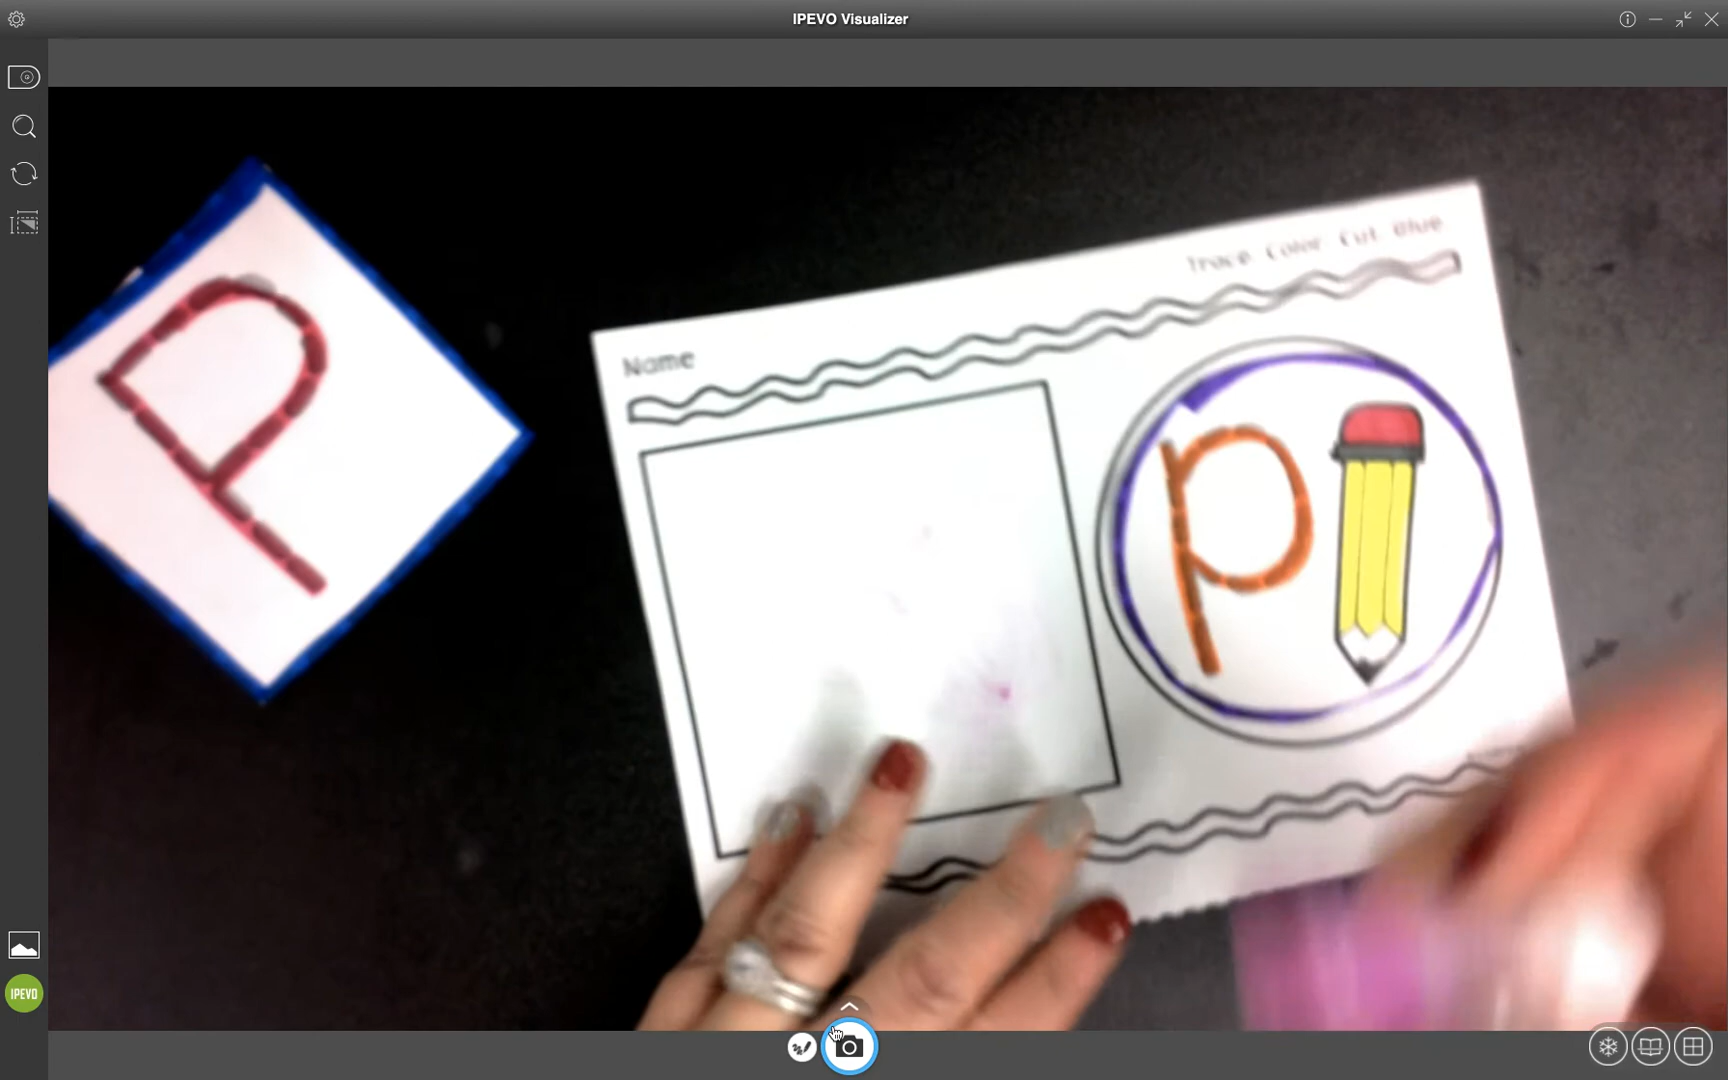 IPEVO Visualizer
P
Trace Color Cut Glue
Name
p
IPEVO